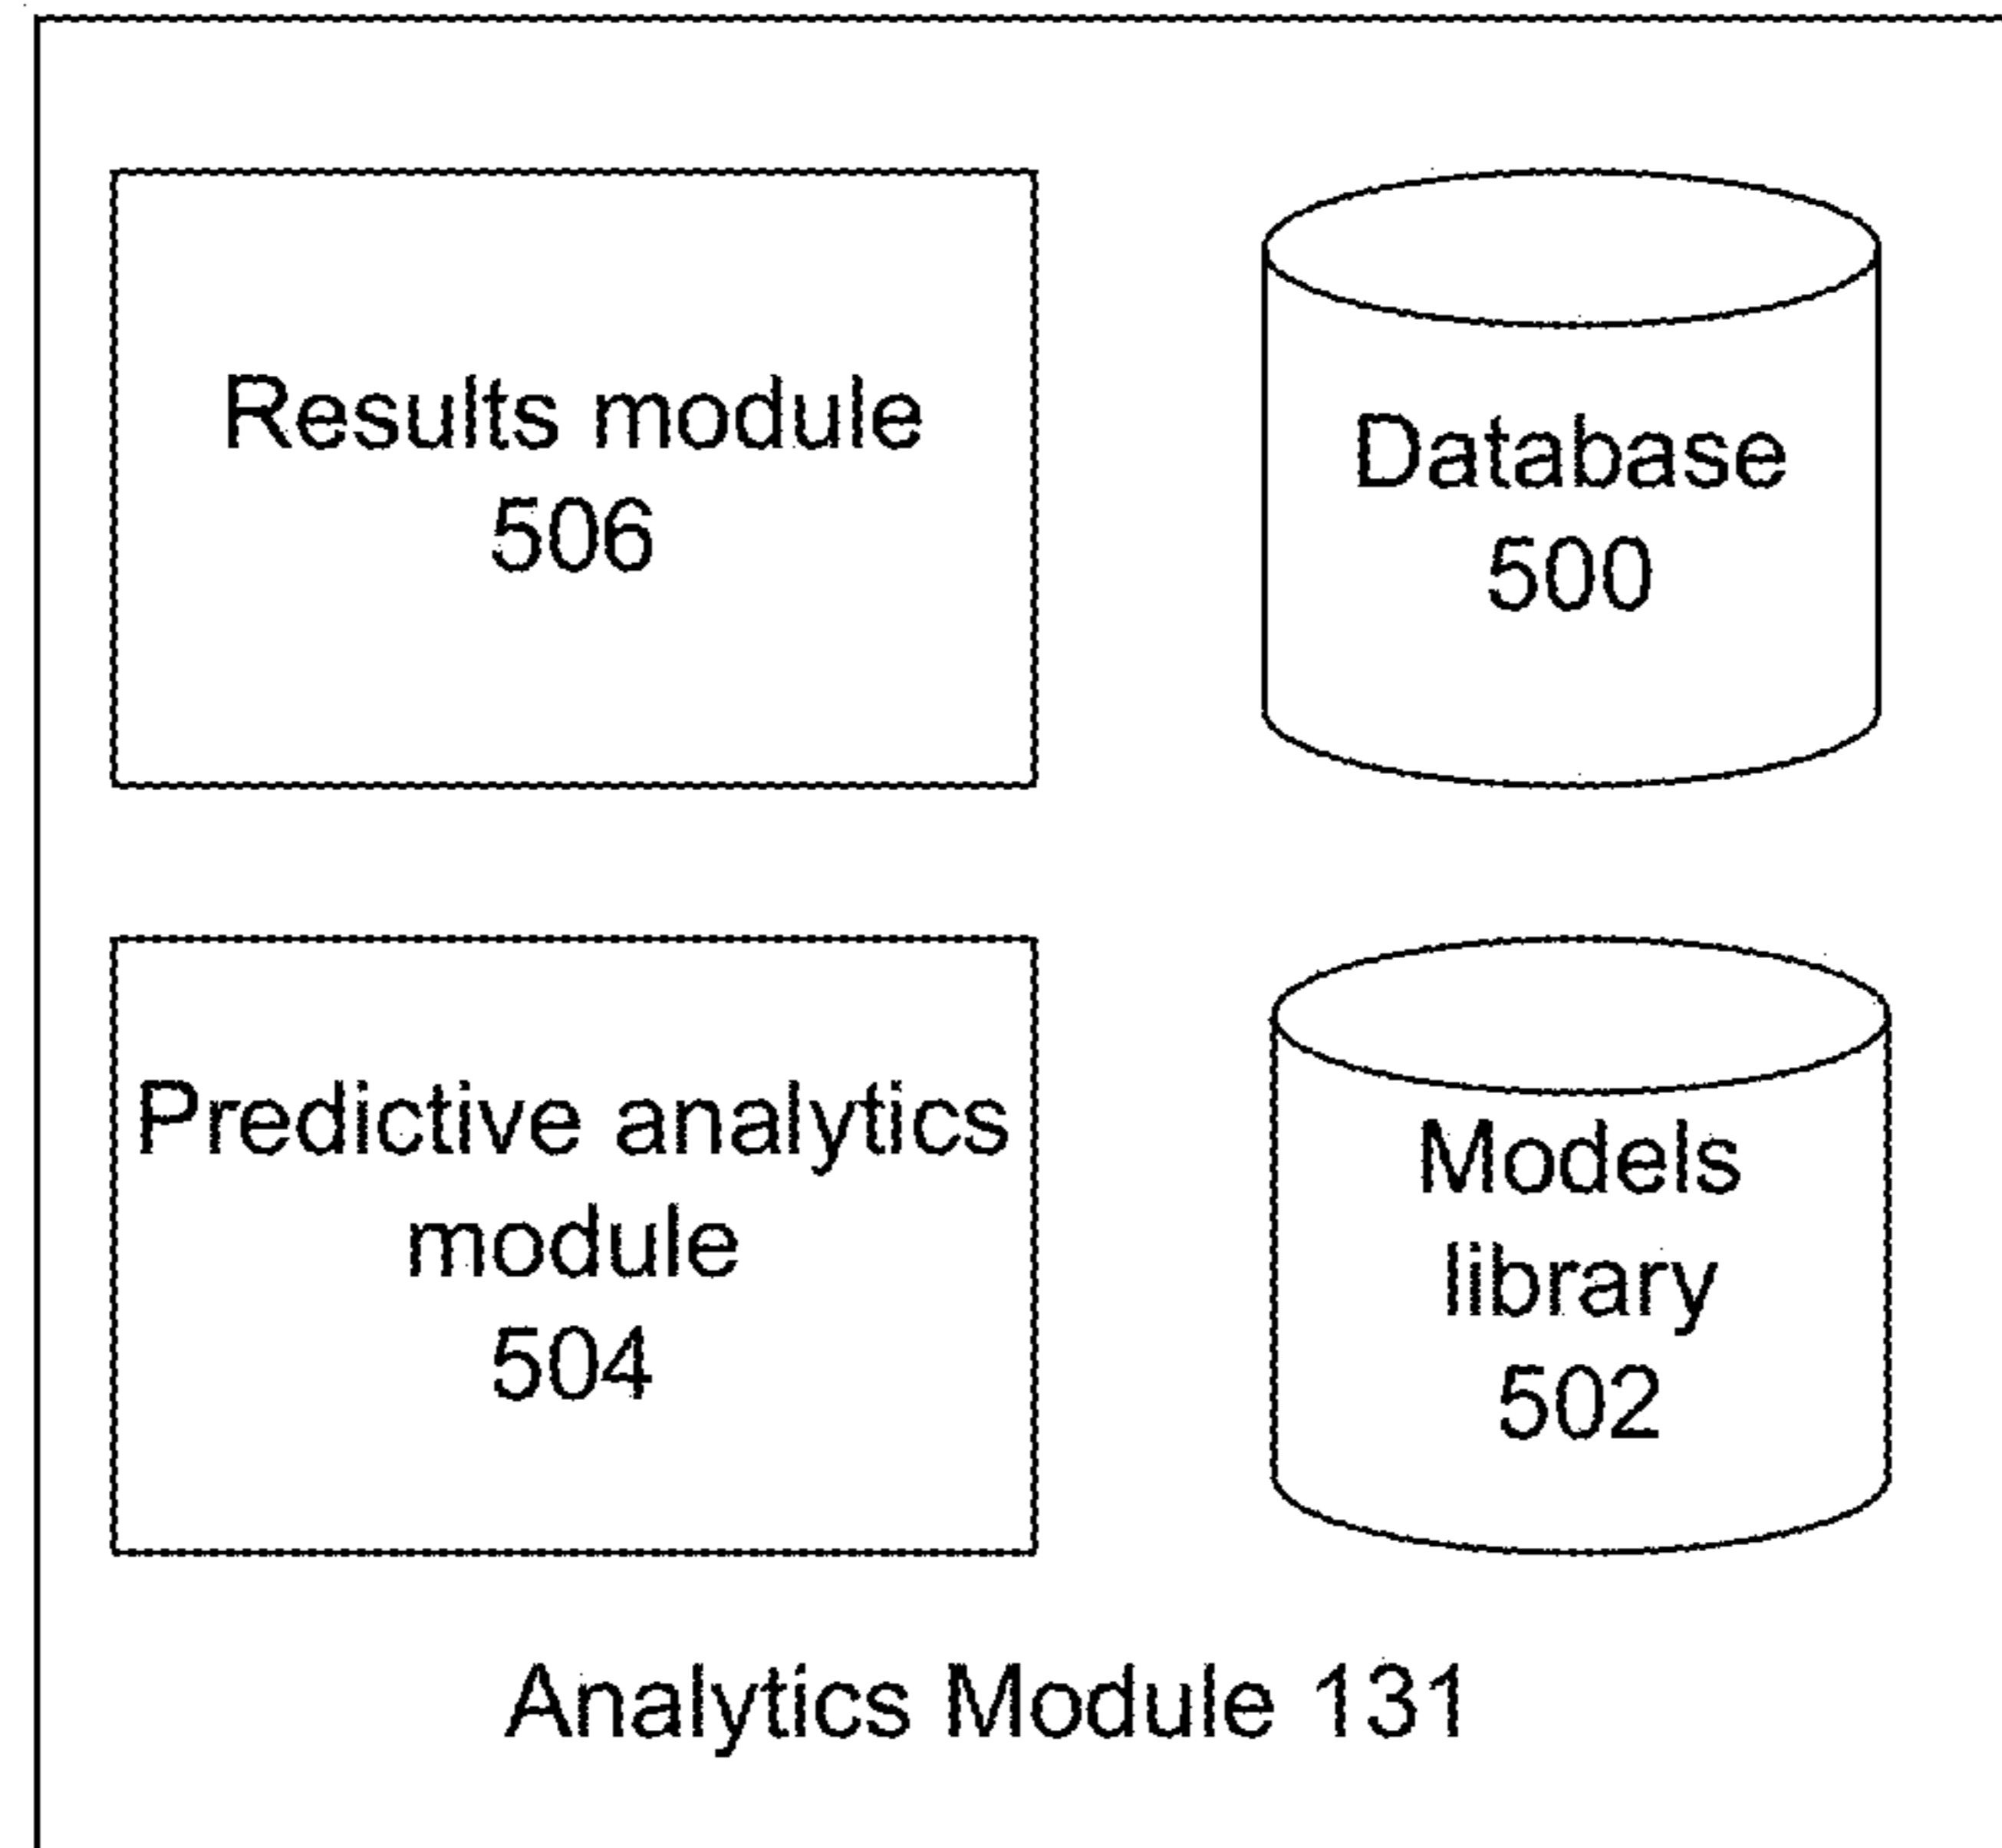 Results module
506
Database
500
Predictive analytics
module
504
Models
library
502
Analytics Module 131